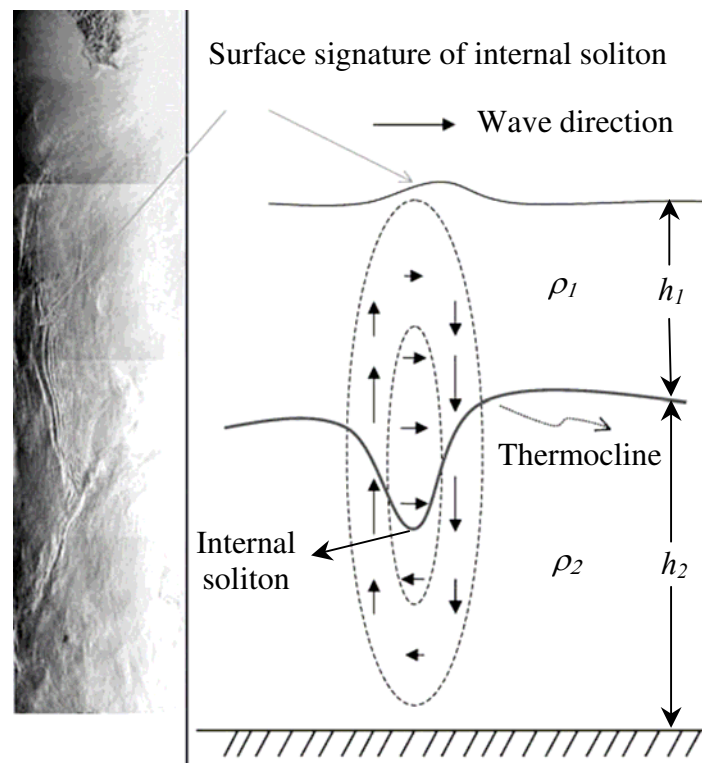 Surface signature of internal soliton
Wave direction
ρ₁
h₁
Thermocline
Internal
soliton
ρ₂
h₂